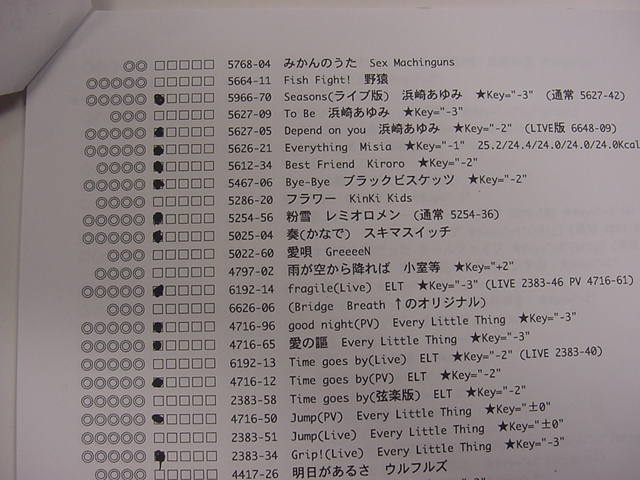 ◎◎ □□□□□ 5768-04 みかんのうた Sex Machinguns
◎◎◎◎◎ □□□□□ 5664-11 Fish Fight! 野猿
◎◎◎◎◎ ■□□□□ 5966-70 Seasons(ライブ版) 浜崎あゆみ ★Key="-3" (通常 5627-42)
◎◎◎ □□□□□ 5627-09 To Be 浜崎あゆみ ★Key="-3"
◎◎◎◎◎ ■□□□□ 5627-05 Depend on you 浜崎あゆみ ★Key="-2" (LIVE版 6648-09)
◎◎◎◎◎ ■□□□□ 5626-21 Everything Misia ★Key="-1" 25.2/24.4/24.0/24.0/24.0Kcal
◎◎◎◎ ■□□□□ 5612-34 Best Friend Kiroro ★Key="-2"
◎◎◎◎◎ ■□□□□ 5467-06 Bye-Bye ブラックビスケッツ ★Key="-2"
◎◎◎◎ □□□□□ 5286-20 フラワー KinKi Kids
◎◎◎◎◎ ■□□□□ 5254-56 粉雪 レミオロメン (通常 5254-36)
◎◎◎◎◎ ■□□□□ 5025-04 奏(かなで) スキマスイッチ
◎◎◎ □□□□□ 5022-60 愛唄 GreeeeN
◎◎◎◎ □□□□□ 4797-02 雨が空から降れば 小室等 ★Key="+2"
◎◎◎◎◎ ■□□□□ 6192-14 fragile(Live) ELT ★Key="-3" (LIVE 2383-46 PV 4716-61)
◎◎◎ □□□□□ 6626-06 (Bridge Breath ↑のオリジナル)
◎◎◎◎◎ ■□□□□ 4716-96 good night(PV) Every Little Thing ★Key="-3"
◎◎◎◎◎ ■□□□□ 4716-65 愛の謳 Every Little Thing ★Key="-3"
◎◎◎ □□□□□ 6192-13 Time goes by(Live) ELT ★Key="-2" (LIVE 2383-40)
◎◎◎◎◎ ■□□□□ 4716-12 Time goes by(PV) ELT ★Key="-2"
◎◎◎◎ □□□□□ 2383-58 Time goes by(弦楽版) ELT ★Key="-2"
◎◎◎◎◎ ■□□□□ 4716-50 Jump(PV) Every Little Thing ★Key="±0"
◎◎◎◎ □□□□□ 2383-51 Jump(Live) Every Little Thing ★Key="±0"
◎◎◎◎◎ ■□□□□ 2383-34 Grip!(Live) Every Little Thing ★Key="-3"
◎◎◎◎ □□□□□ 4417-26 明日があるさ ウルフルズ